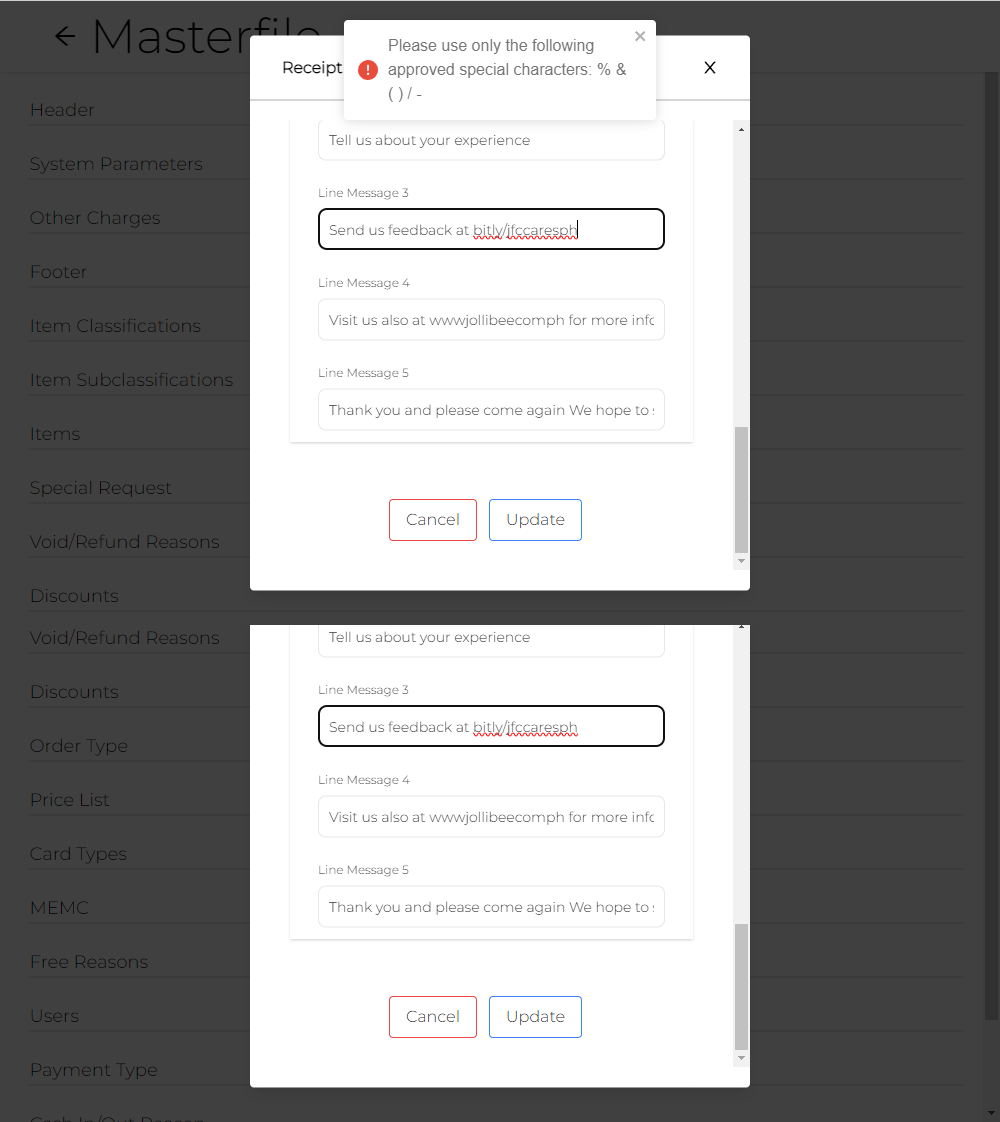 Masterfile
Please use only the following
approved special characters: % &
( ) / -
Receipt
X
Header
System Parameters
Other Charges
Footer
Item Classifications
Item Subclassifications
Items
Special Request
Void/Refund Reasons
Discounts
Void/Refund Reasons
Discounts
Order Type
Price List
Card Types
MEMC
Free Reasons
Users
Payment Type
Cash In/Out Reason
Tell us about your experience
Line Message 3
Send us feedback at bitly/jfccaresph
Line Message 4
Visit us also at wwwjollibeecomph for more info
Line Message 5
Thank you and please come again We hope to
Cancel
Update
Tell us about your experience
Line Message 3
Send us feedback at bitly/jfccaresph
Line Message 4
Visit us also at wwwjollibeecomph for more info
Line Message 5
Thank you and please come again We hope to
Cancel
Update